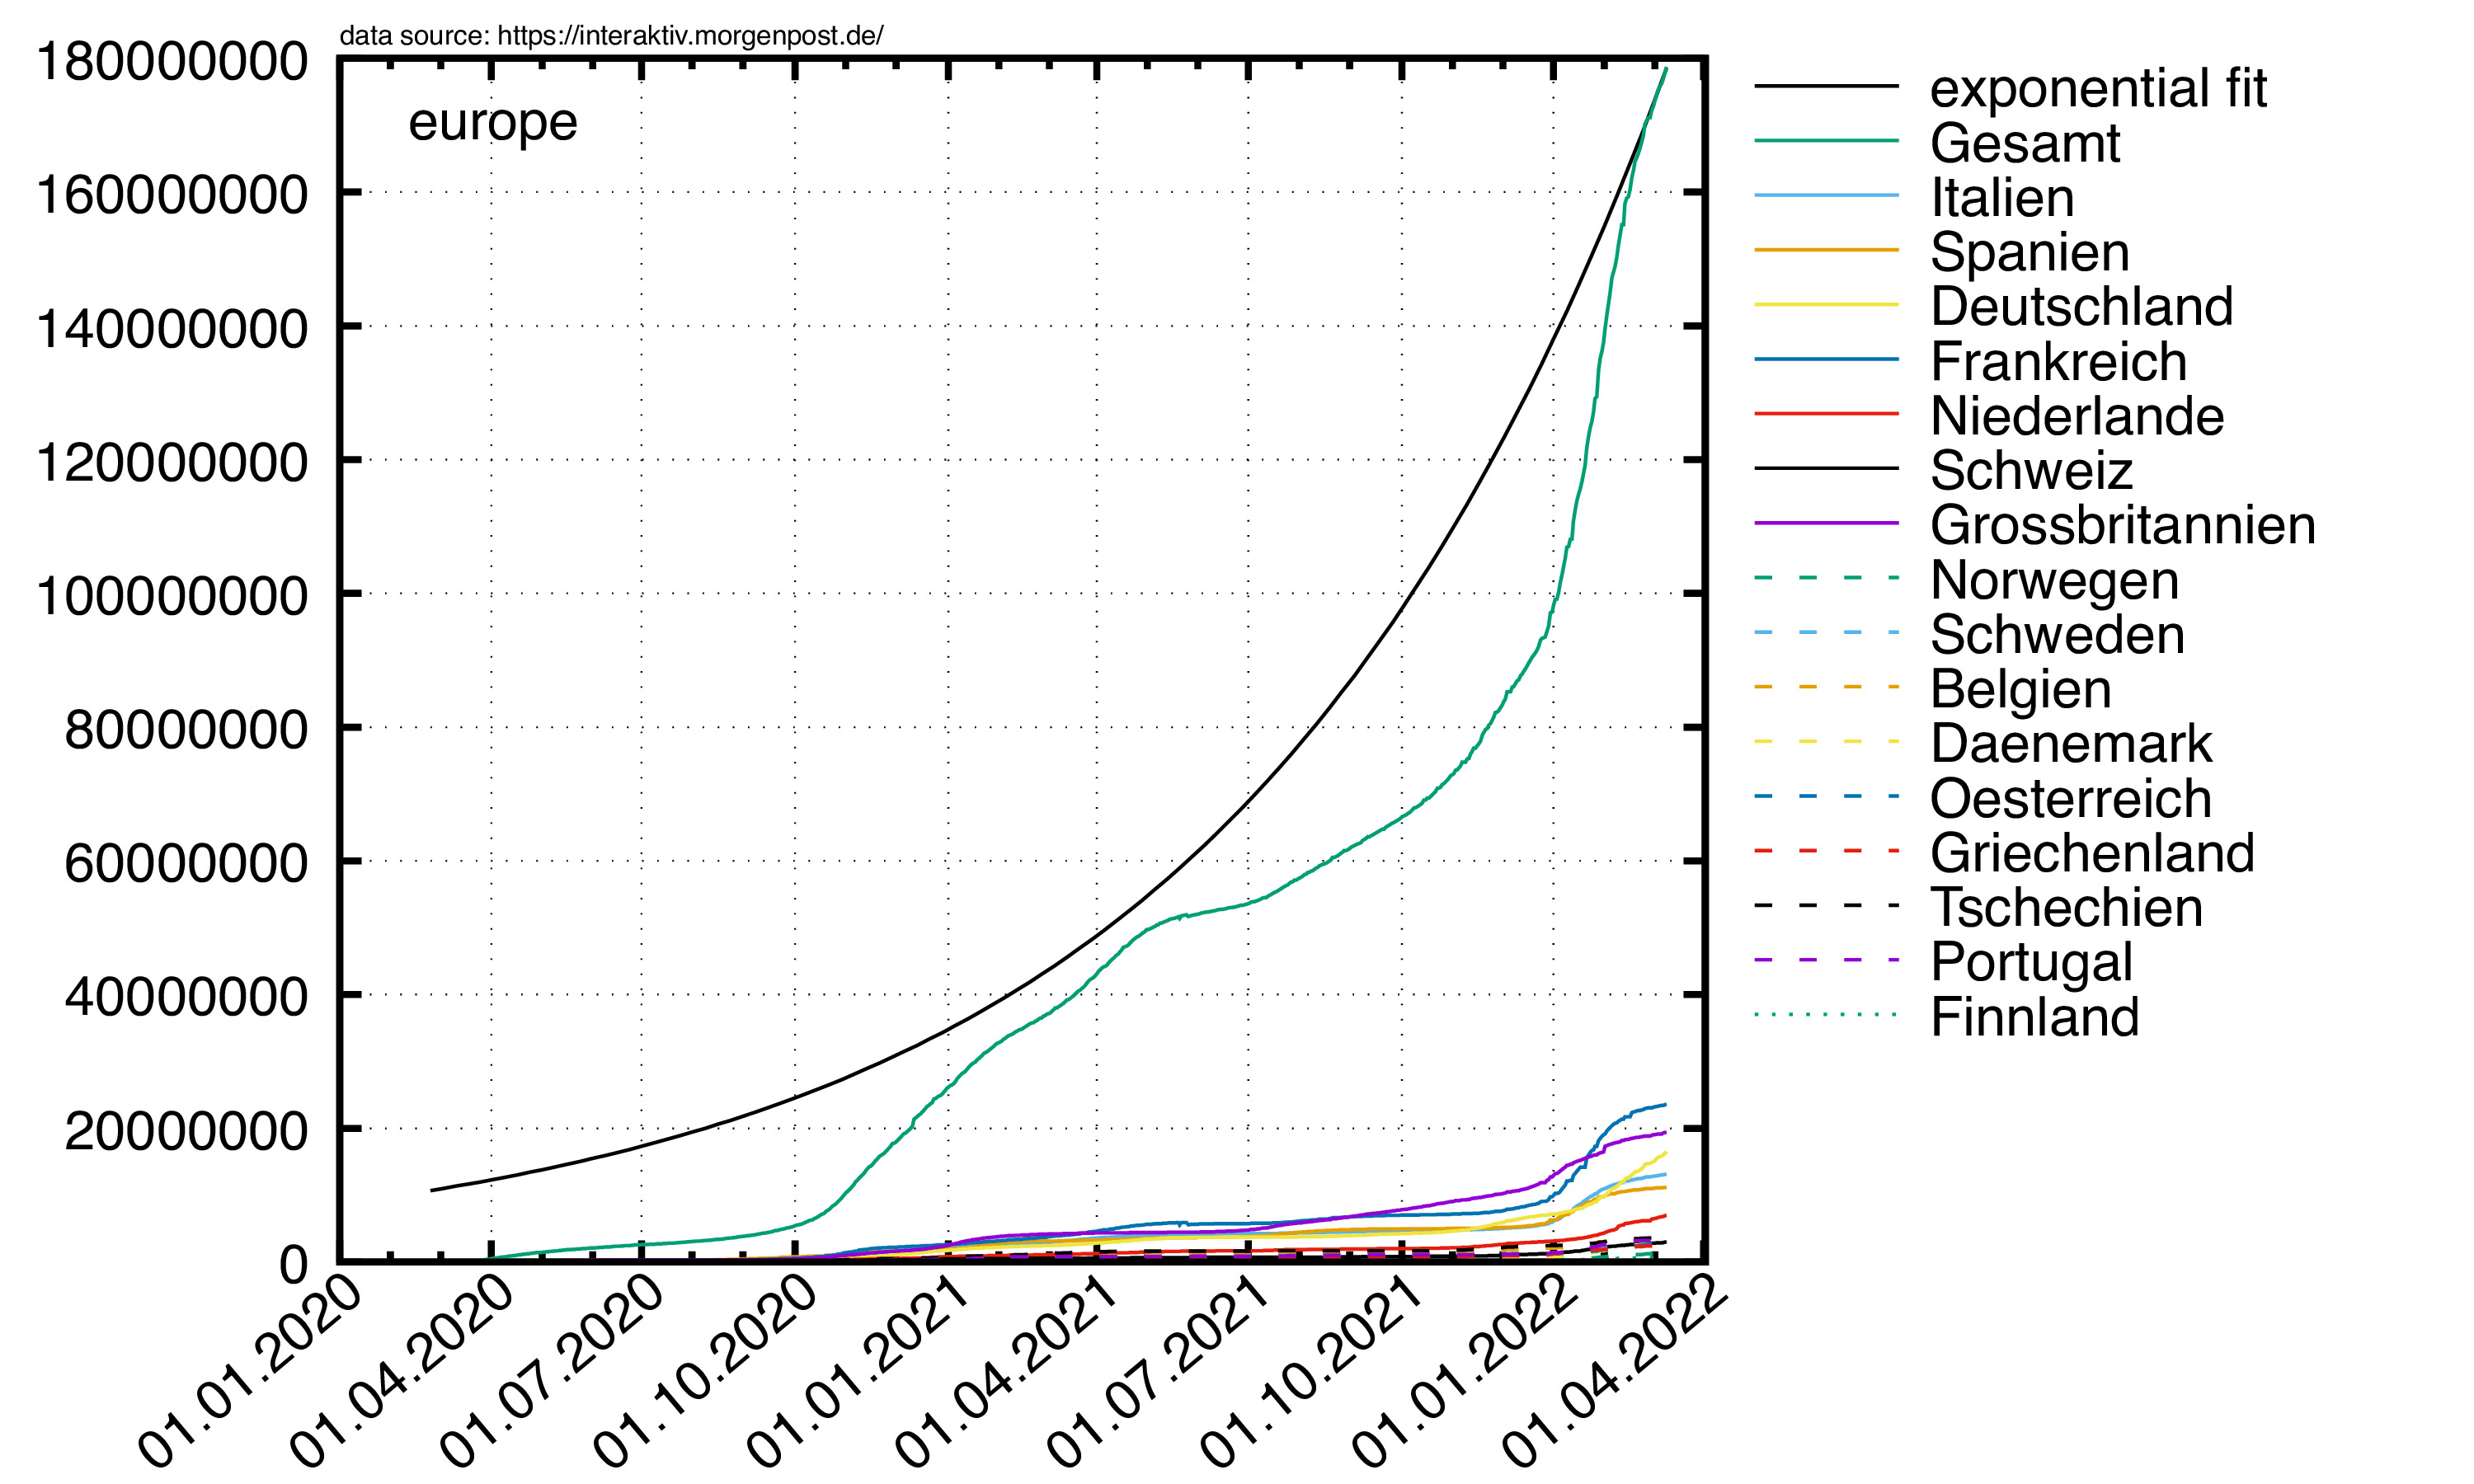 data source: https://interaktiv.morgenpost.de/
europe
180000000
160000000
140000000
120000000
100000000
80000000
60000000
40000000
20000000
0
01.01.2020
01.04.2020
01.07.2020
01.10.2020
01.01.2021
01.04.2021
01.07.2021
01.10.2021
01.01.2022
01.04.2022
exponential fit
Gesamt
Italien
Spanien
Deutschland
Frankreich
Niederlande
Schweiz
Grossbritannien
Norwegen
Schweden
Belgien
Daenemark
Oesterreich
Griechenland
Tschechien
Portugal
Finnland